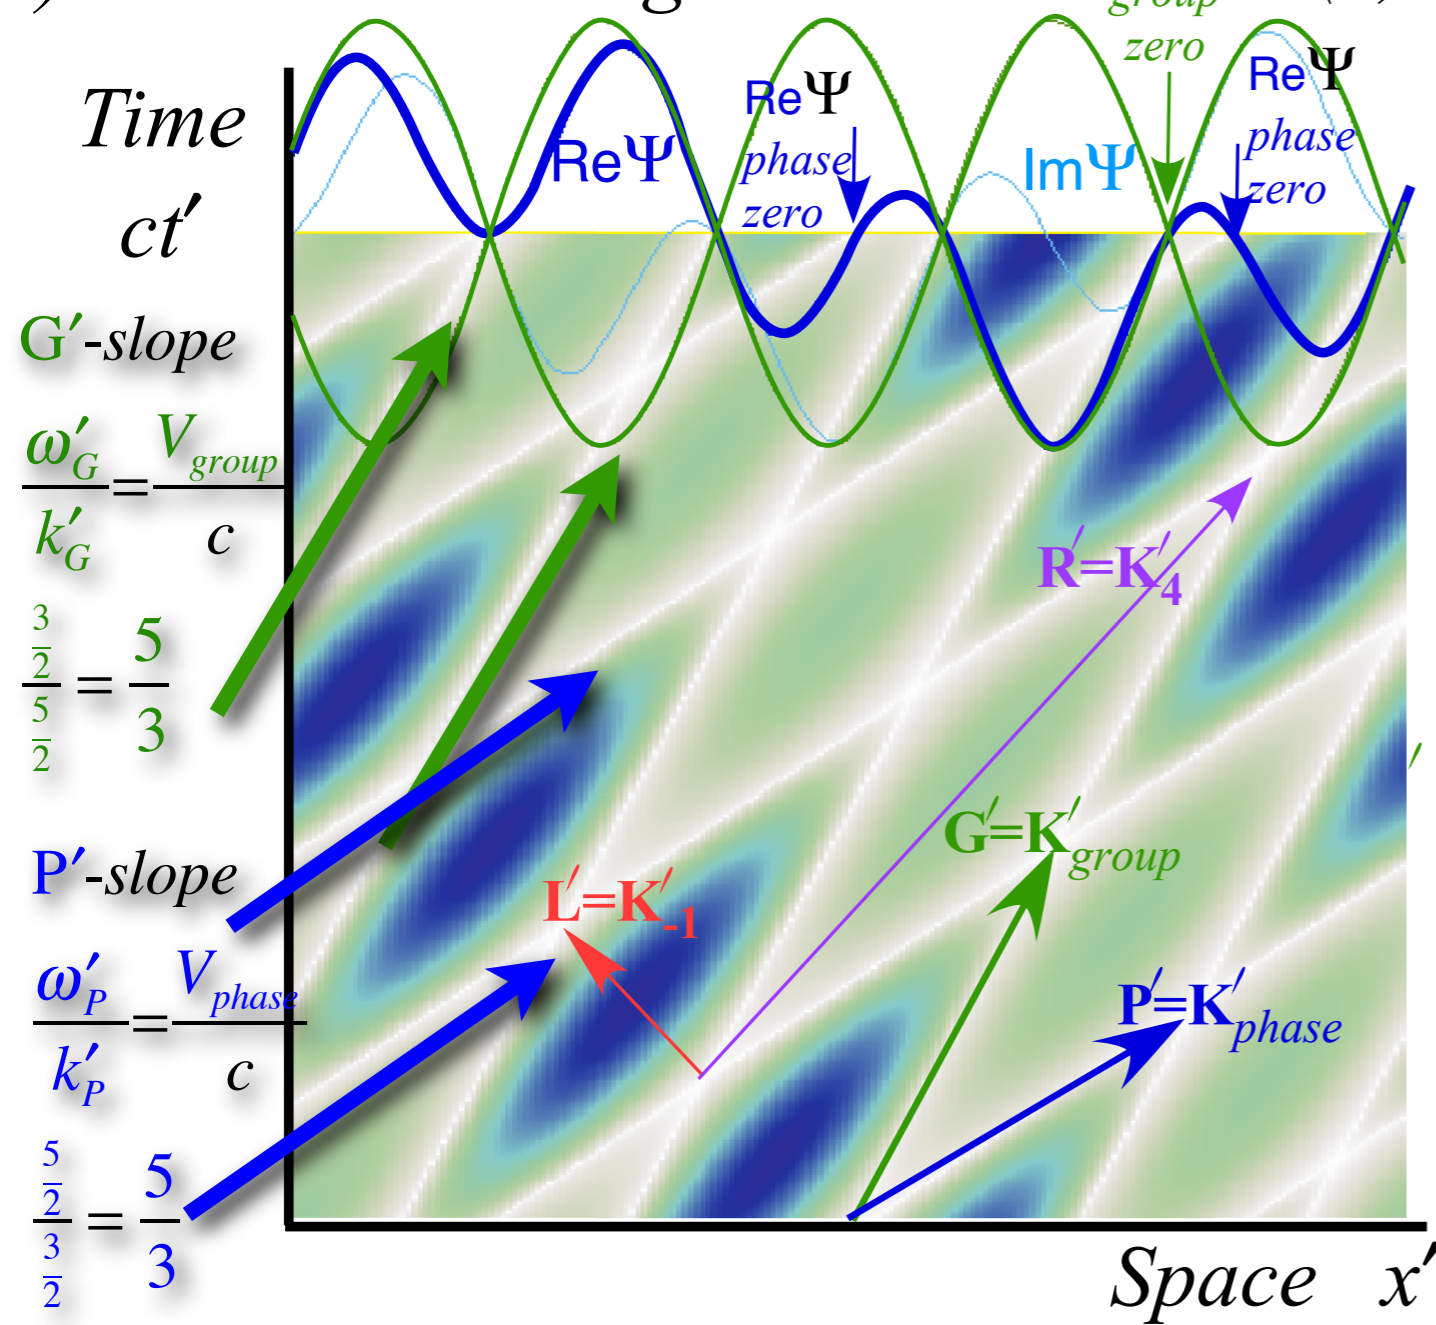 group
zero
Time
ct′
ReΨ
phase
zero
ReΨ
phase
zero
ReΨ
ImΨ
G′-slope
ω′G/k′G = Vgroup/c
3/2 / 5/2 = 5/3
R′=K′4
G′=K′group
P′-slope
L′=K′-1
ω′P/k′P = Vphase/c
P′=K′phase
5/2 / 3/2 = 5/3
Space x′